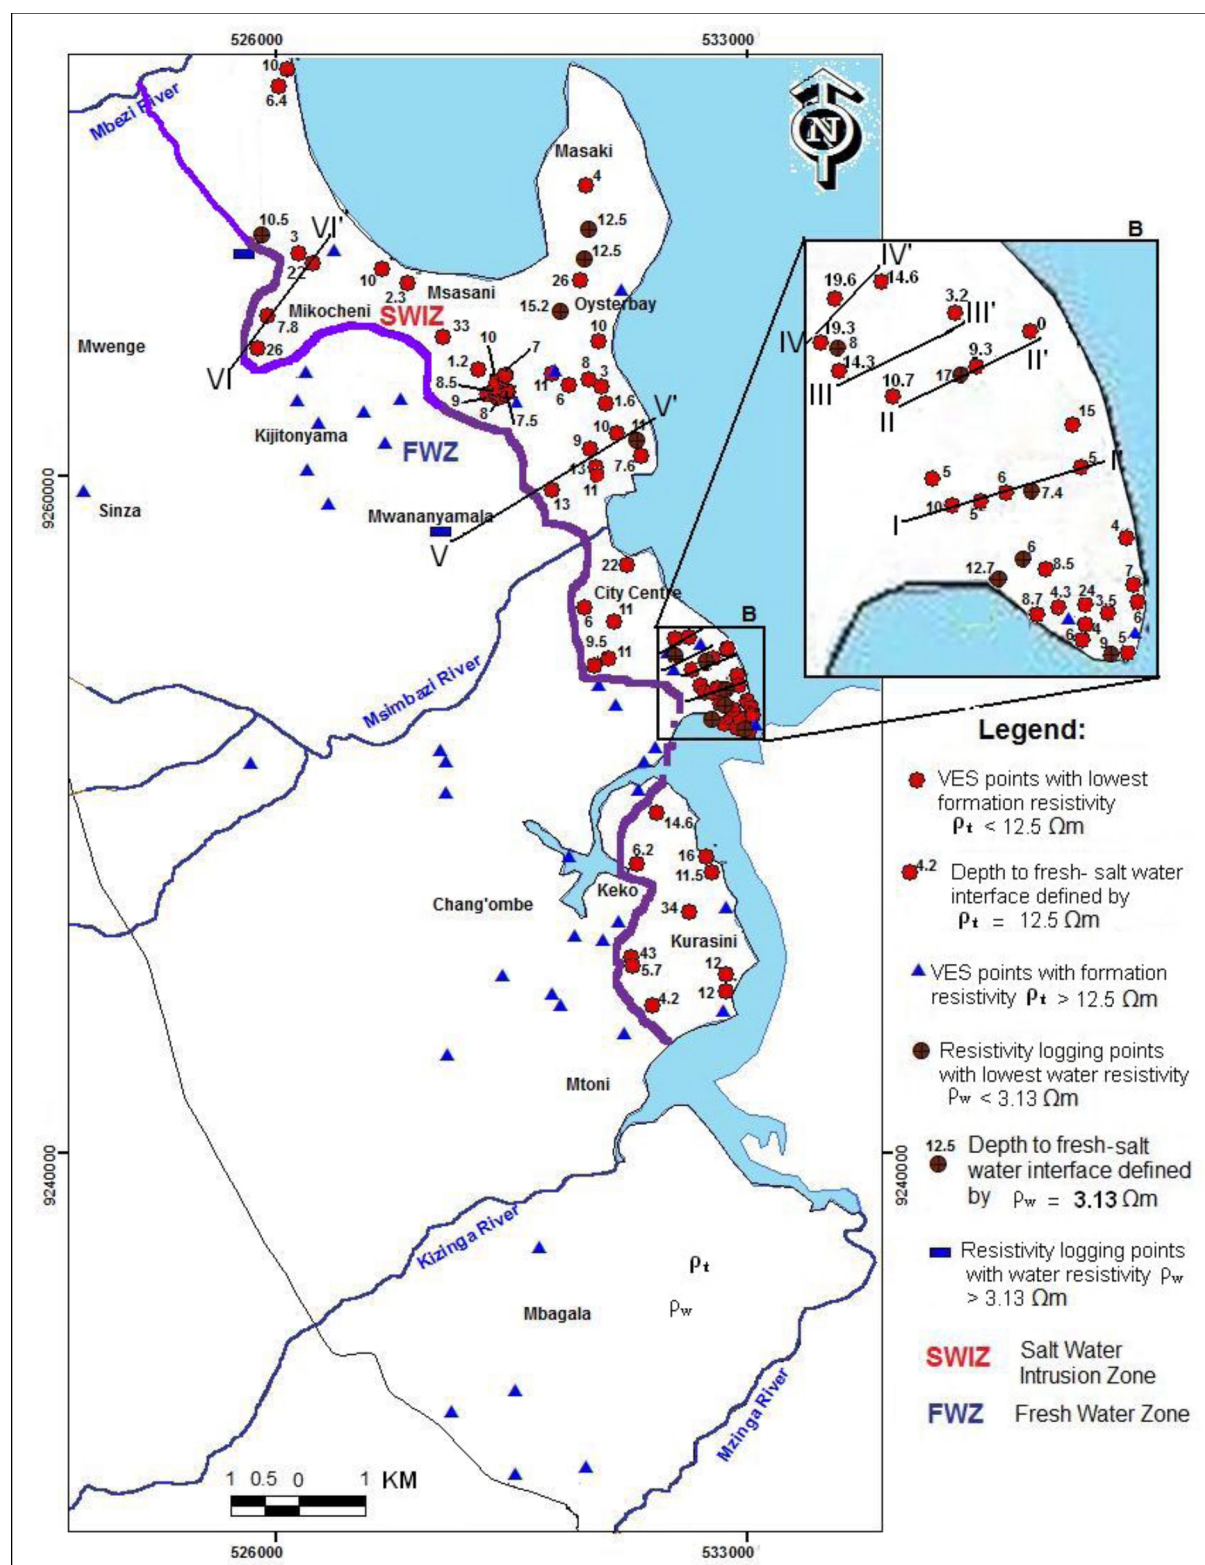 526000
533000
9260000
9240000
526000
533000
N
Mbezi River
10
6.4
Masaki
4
12.5
12.5
26
15.2
Oysterbay
10.5
VI'
3
22
10
2.3
Msasani
Mikocheni
SWIZ
7.8
26
VI
Mwenge
33
10
1.2
10
7
8.5
9
8
7.5
11
6
8
3
1.6
V'
10
11
9
13
7.6
11
13
Kijitonyama
FWZ
Sinza
Mwananyamala
V
22
City Centre
6
11
9.5
11
B
Msimbazi River
14.6
6.2
16
11.5
Keko
Chang'ombe
34
Kurasini
43
5.7
12
12
4.2
Mtoni
Kizinga River
ρt
ρw
Mbagala
Mzinga River
1 0.5 0 1 KM
B
IV'
19.6
14.6
3.2
III'
0
19.3
IV
8
14.3
II'
9.3
17
III
10.7
II
15
5
I'
5
6
7.4
10
5
I
4
6
8.5
12.7
7
8.7
4.3
24
3.5
6
6
4
9
5
Legend:
VES points with lowest
formation resistivity
ρt < 12.5 Ωm
4.2 Depth to fresh- salt water
interface defined by
ρt = 12.5 Ωm
VES points with formation
resistivity ρt > 12.5 Ωm
Resistivity logging points
with lowest water resistivity
ρw < 3.13 Ωm
12.5 Depth to fresh-salt
water interface defined
by ρw = 3.13 Ωm
Resistivity logging points
with water resistivity ρw
> 3.13 Ωm
SWIZ Salt Water
Intrusion Zone
FWZ Fresh Water Zone